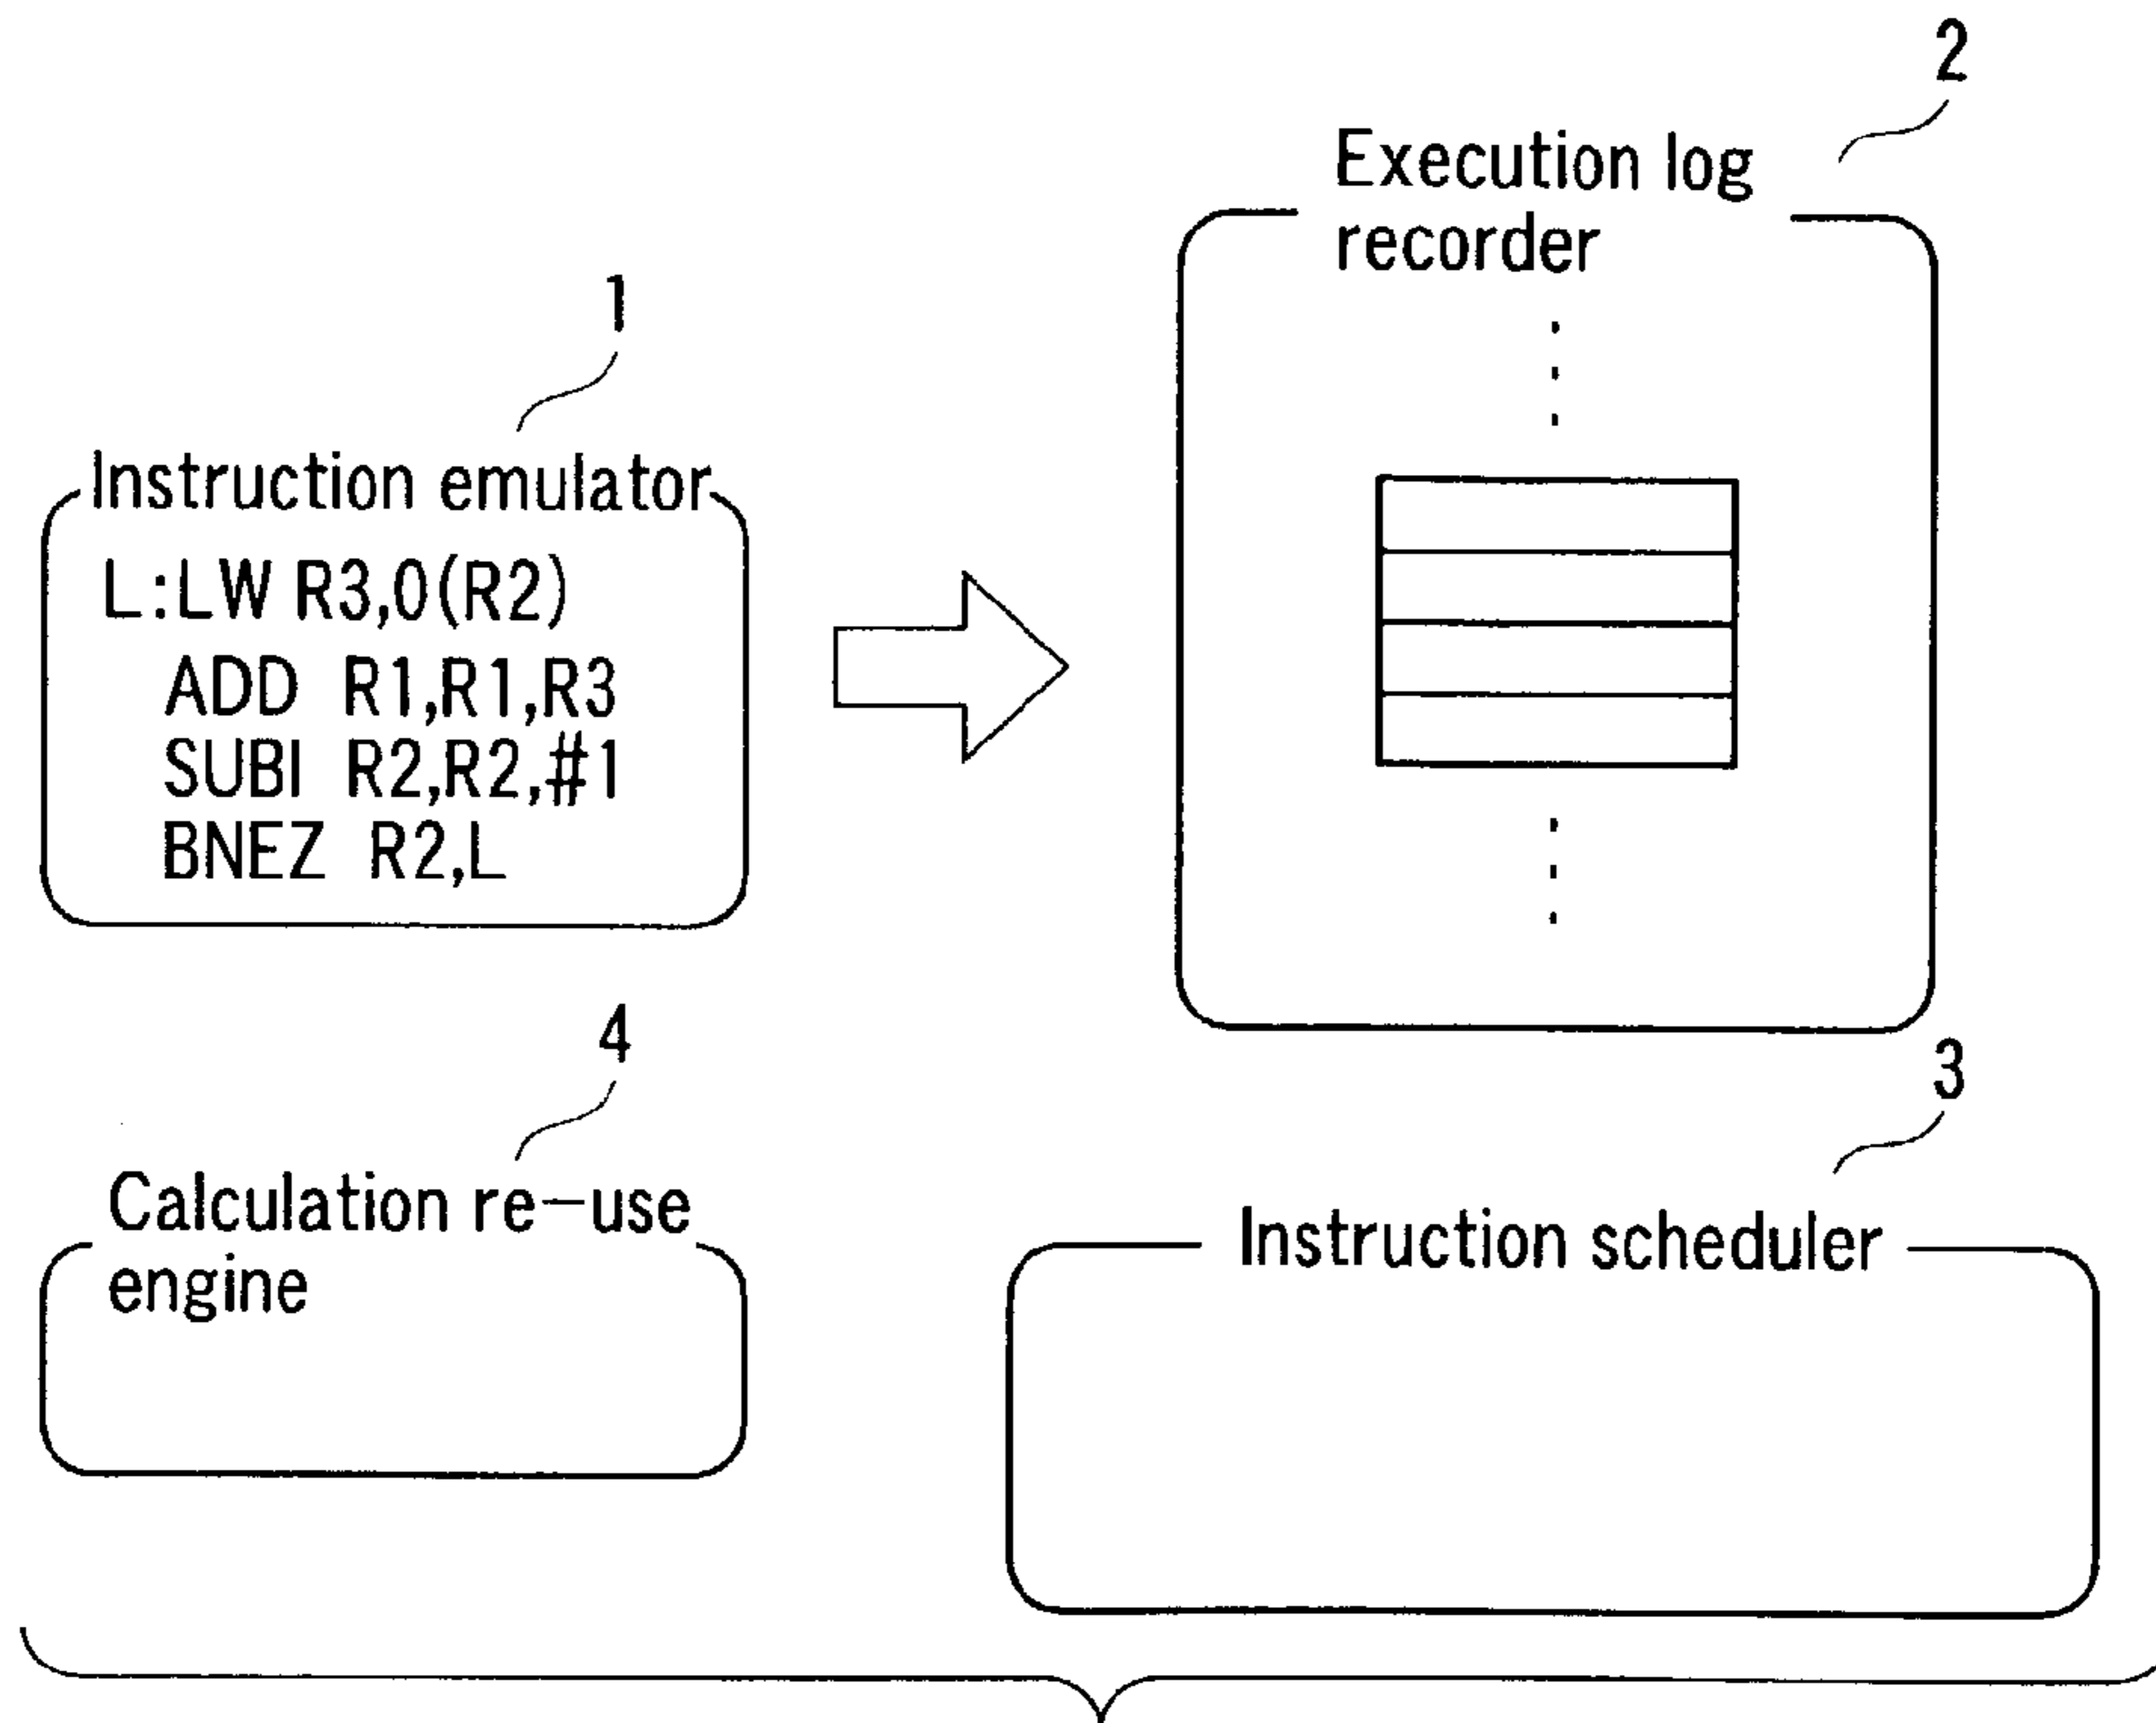 2
Execution log
recorder
1
Instruction emulator
L:LW R3,0(R2)
ADD R1,R1,R3
SUBI R2,R2,#1
BNEZ R2,L
4
Calculation re-use
engine
3
Instruction scheduler